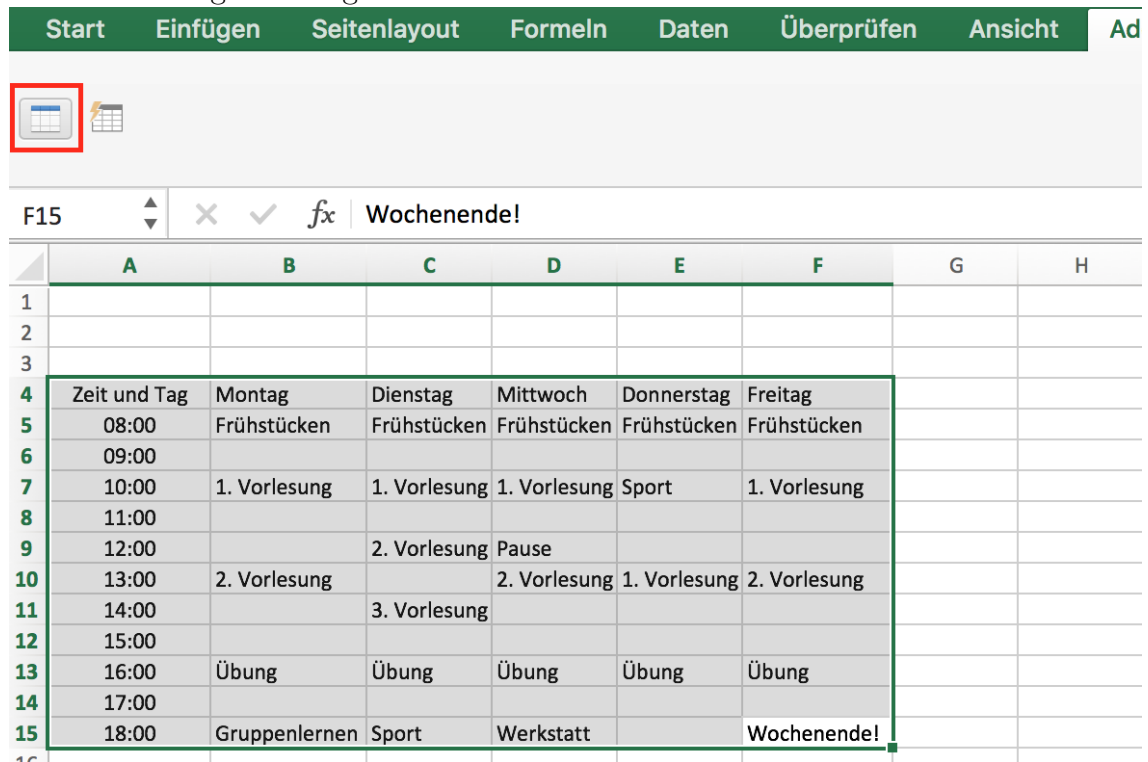 Start Einfügen Seitenlayout Formeln Daten Überprüfen Ansicht Ad
F15 fx Wochenende!
A B C D E F G H
1
2
3
4 Zeit und Tag Montag Dienstag Mittwoch Donnerstag Freitag
5 08:00 Frühstücken Frühstücken Frühstücken Frühstücken Frühstücken
6 09:00
7 10:00 1. Vorlesung 1. Vorlesung 1. Vorlesung Sport 1. Vorlesung
8 11:00
9 12:00 2. Vorlesung Pause
10 13:00 2. Vorlesung 2. Vorlesung 1. Vorlesung 2. Vorlesung
11 14:00 3. Vorlesung
12 15:00
13 16:00 Übung Übung Übung Übung Übung
14 17:00
15 18:00 Gruppenlernen Sport Werkstatt Wochenende!